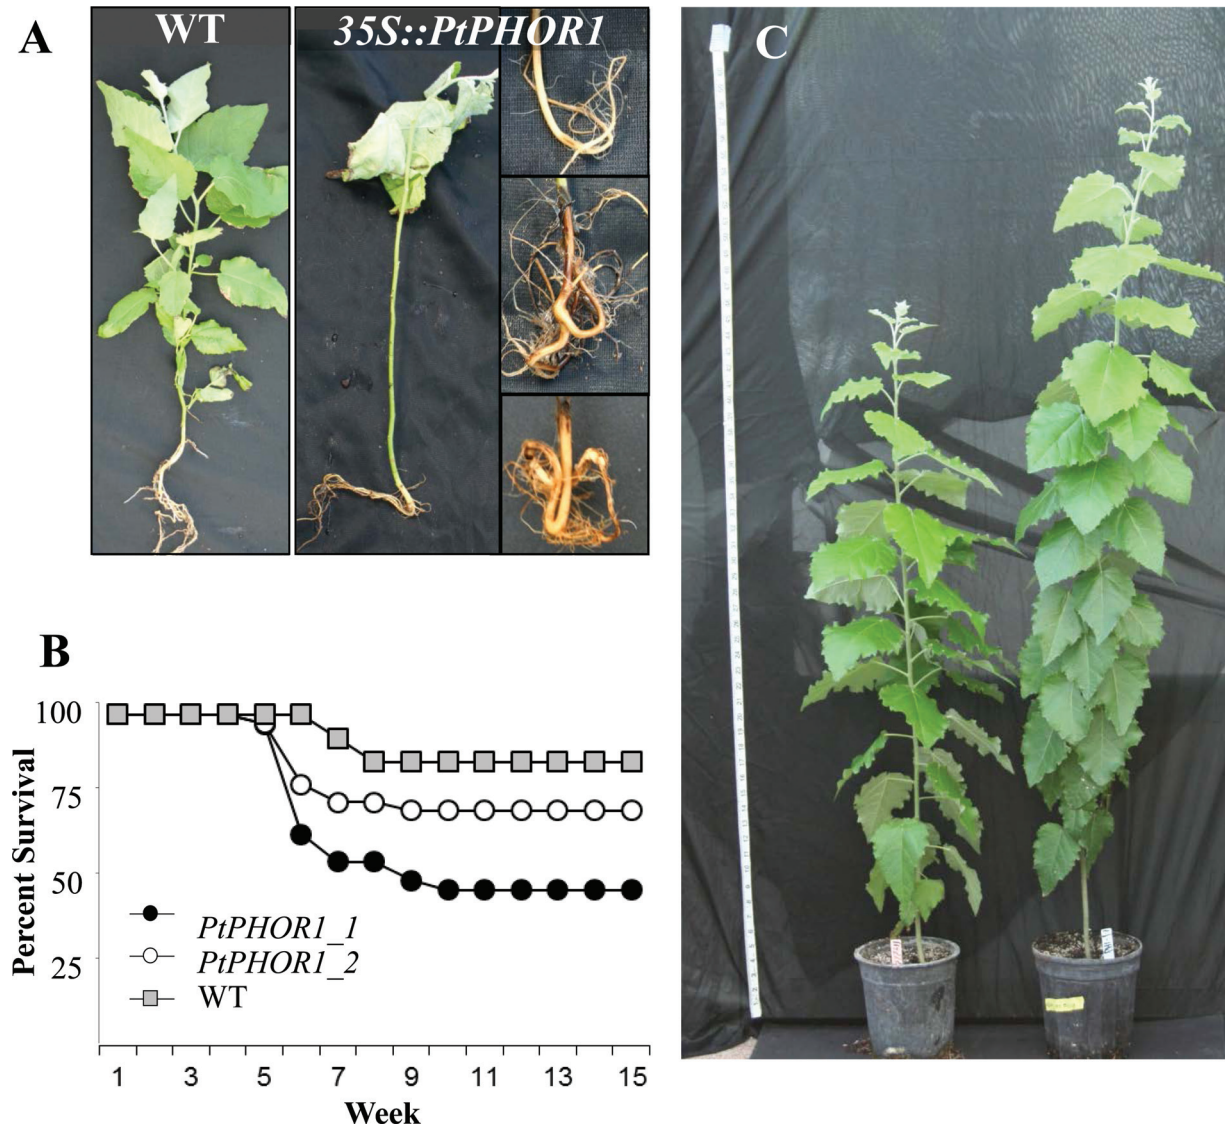 A
WT
35S::PtPHOR1
C
B
100
75
50
25
Percent Survival
PtPHOR1_1
PtPHOR1_2
WT
1 3 5 7 9 11 13 15
Week